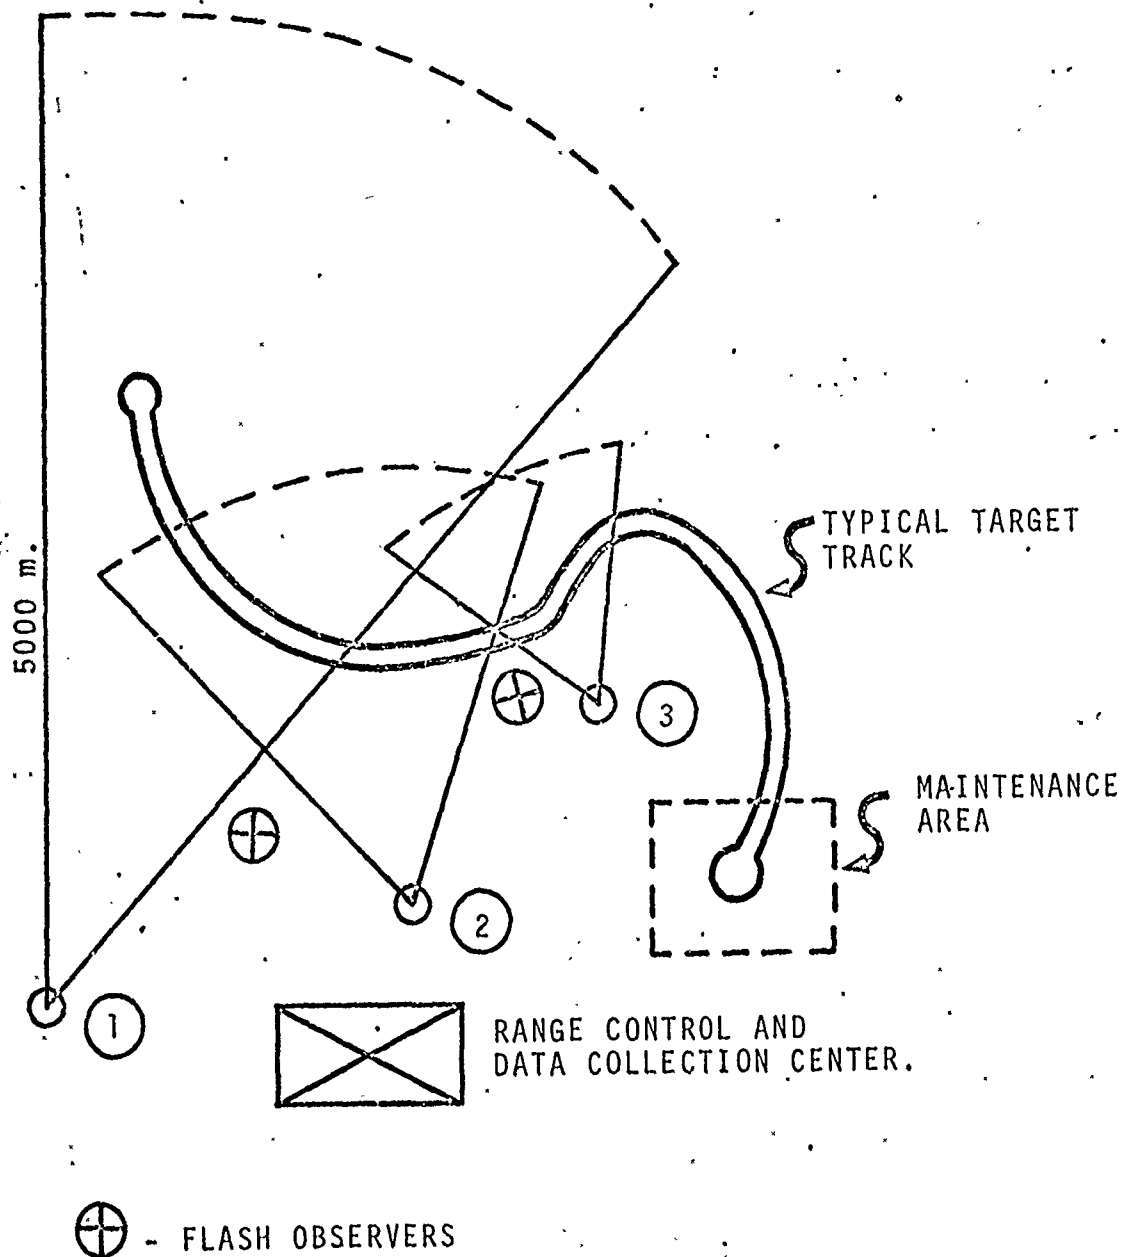 5000 m.
TYPICAL TARGET
TRACK
3
MAINTENANCE
AREA
2
1
RANGE CONTROL AND
DATA COLLECTION CENTER.
- FLASH OBSERVERS